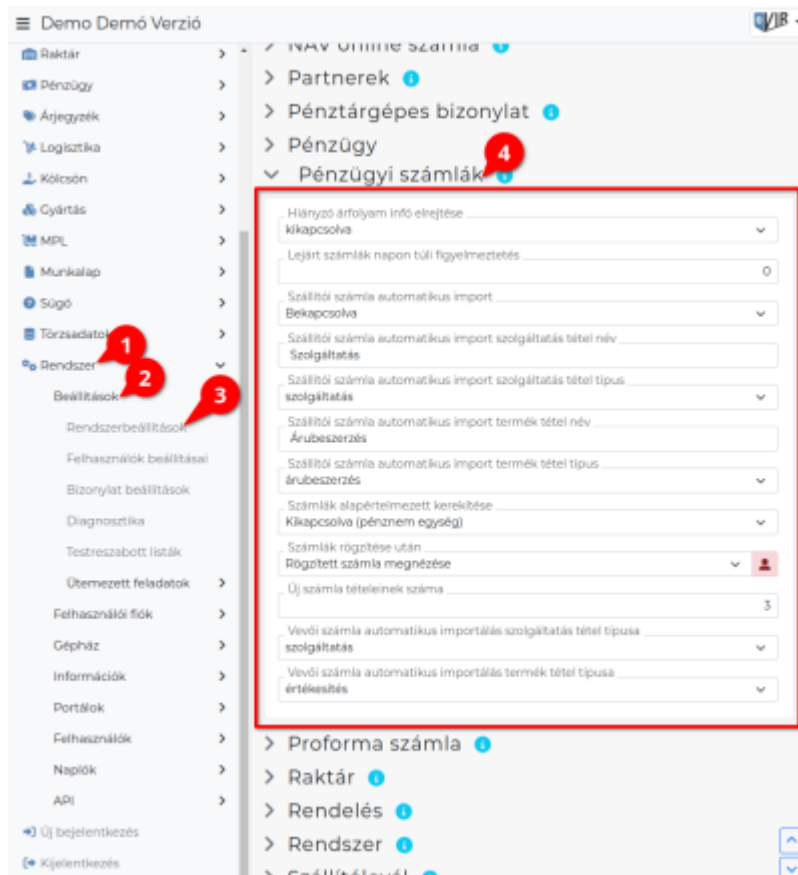 Demo Demó Verzió
VIB
Raktár
Pénzügy
Árjegyzék
Logisztika
Kölcsön
Gyártás
MPL
Munkalap
Súgó
Törzsadatok
1
Rendszer
2
Beállítások
3
Rendszerbeállítások
Felhasználók beállításai
Bizonylat beállítások
Diagnosztika
Testreszabott listák
Ütemezett feladatok
Felhasználói fiók
Gépház
Információk
Portálok
Felhasználók
Naplók
API
Új bejelentkezés
Kijelentkezés
NAV online számla
Partnerek
Pénztárgépes bizonylat
Pénzügy
4
Pénzügyi számlák
Hiányzó árfolyam infó elrejtése
kikapcsolva
Lejárt számlák napon túli figyelmeztetés
0
Szállítói számla automatikus import
Bekapcsolva
Szállítói számla automatikus import szolgáltatás tétel név
Szolgáltatás
Szállítói számla automatikus import szolgáltatás tétel típus
szolgáltatás
Szállítói számla automatikus import termék tétel név
Árubeszerzés
Szállítói számla automatikus import termék tétel típus
árubeszerzés
Számlák alapértelmezett kerekítése
Kikapcsolva (pénznem egység)
Számlák rögzítése után
Rögzített számla megnézése
Új számla tételeinek száma
3
Vevői számla automatikus importálás szolgáltatás tétel típusa
szolgáltatás
Vevői számla automatikus importálás termék tétel típusa
értékesítés
Proforma számla
Raktár
Rendelés
Rendszer
Szállítólevél